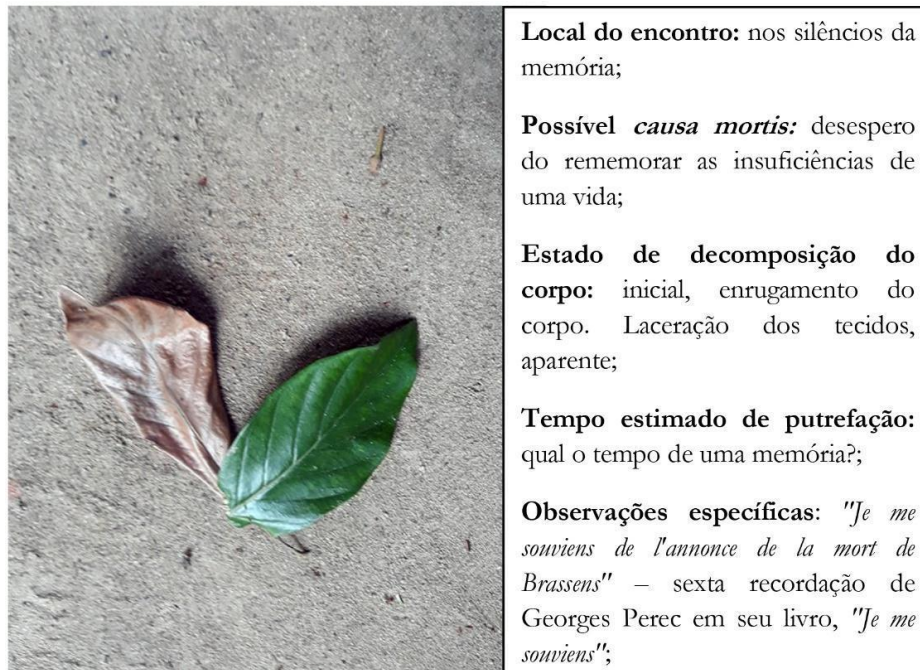 Local do encontro: nos silêncios da
memória;
Possível causa mortis: desespero
do rememorar as insuficiências de
uma vida;
Estado de decomposição do
corpo: inicial, enrugamento do
corpo. Laceração dos tecidos,
aparente;
Tempo estimado de putrefação:
qual o tempo de uma memória?;
Observações específicas: "Je me
souviens de l'annonce de la mort de
Brassens" – sexta recordação de
Georges Perec em seu livro, "Je me
souviens";